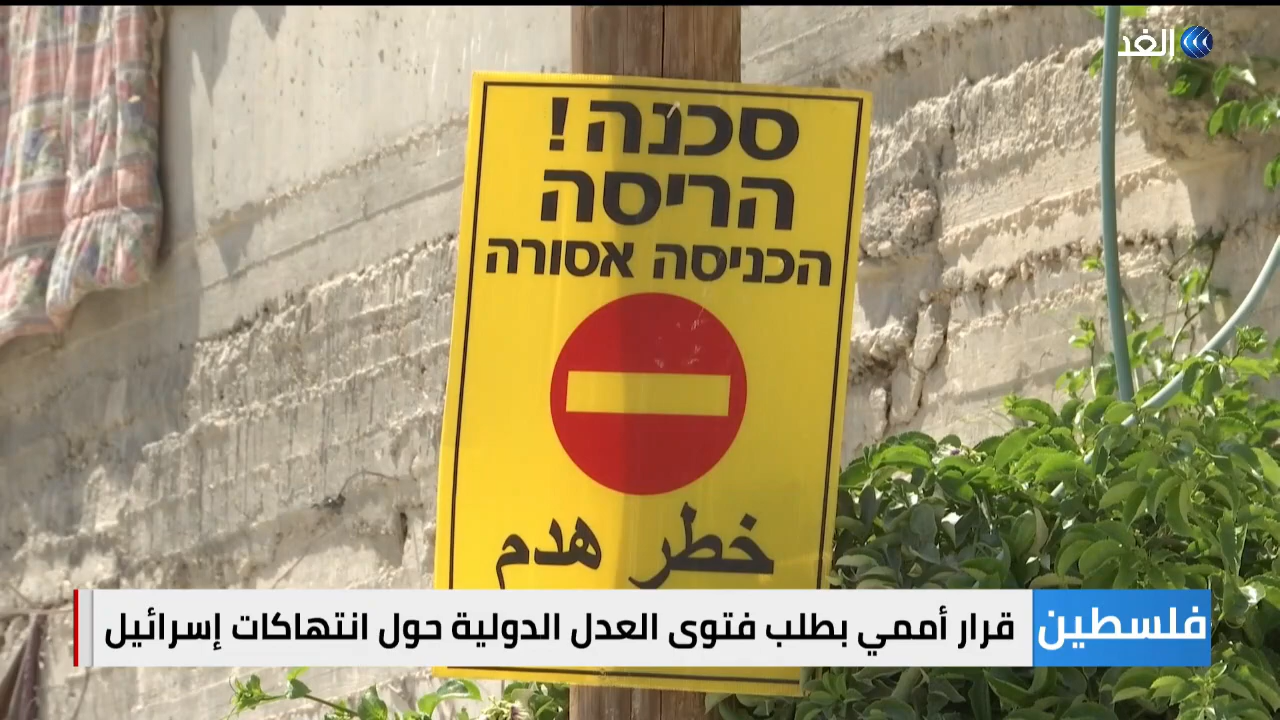 الغد
סכנה!
הריסה
הכניסה אסורה
خطر هدم
فلسطين
قرار أممي بطلب فتوى العدل الدولية حول انتهاكات إسرائيل